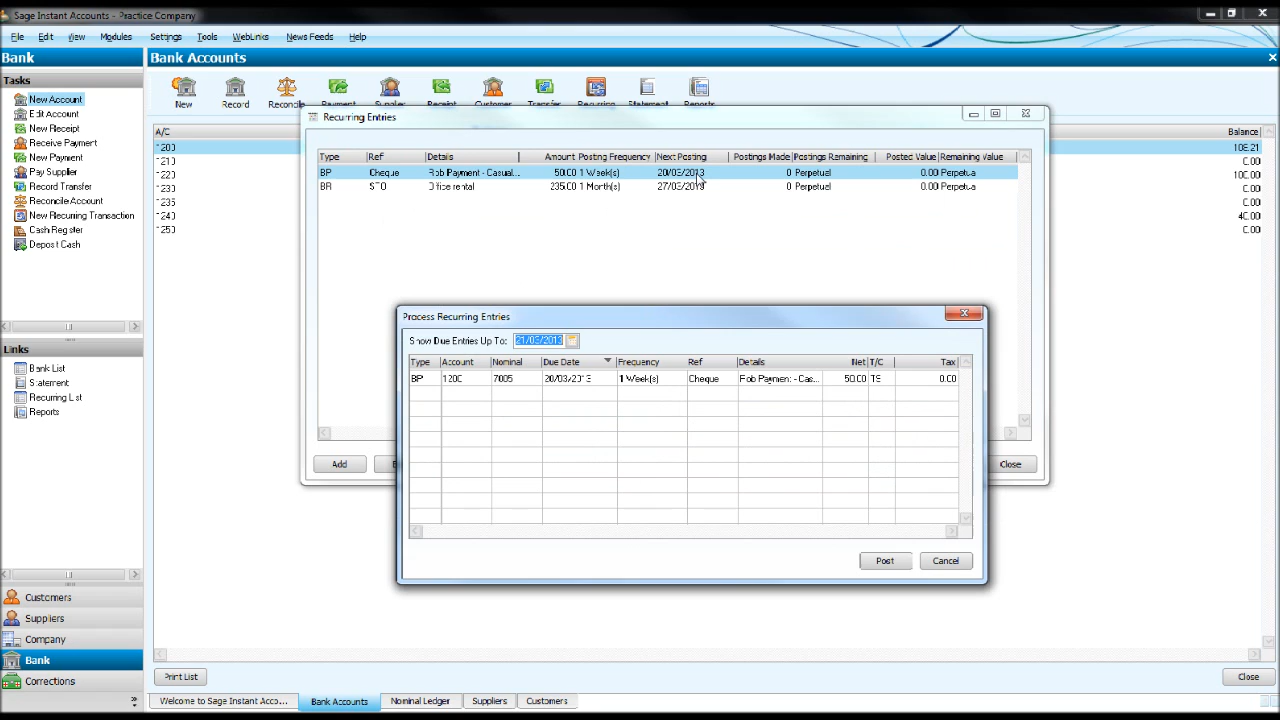 Sage Instant Accounts - Practice Company
File Edit View Modules Settings Tools WebLinks News Feeds Help
Bank
Bank Accounts
Tasks
New Account
Edit Account
New Receipt
Receive Payment
New Payment
Pay Supplier
Record Transfer
Reconcile Account
New Recurring Transaction
Cash Register
Deposit Cash
Links
Bank List
Statement
Recurring List
Reports
Customers
Suppliers
Company
Bank
Corrections
New Record Reconcile Payment Supplier Receipt Customer Transfer Recurring Statement Reports
A/C Balance
1200 106.21
1210 0.00
1220 100.00
1230 0.00
1235 0.00
1240 40.00
1250 0.00
Recurring Entries
Type Ref Details Amount Posting Frequency Next Posting Postings Made Postings Remaining Posted Value Remaining Value
BP Cheque Rob Payment - Casual... 50.00 1 Week(s) 20/03/2013 0 Perpetual 0.00 Perpetua
BR STO Office rental 235.00 1 Month(s) 27/03/2013 0 Perpetual 0.00 Perpetua
Add Close
Process Recurring Entries
Show Due Entries Up To: 21/03/2013
Type Account Nominal Due Date Frequency Ref Details Net T/C Tax
BP 1200 7005 20/03/2013 1 Week(s) Cheque Rob Payment - Cas... 50.00 T9 0.00
Post Cancel
Print List Close
Welcome to Sage Instant Acco... Bank Accounts Nominal Ledger Suppliers Customers